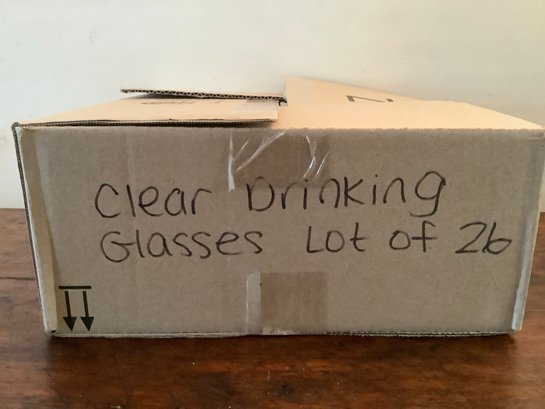 Clear Drinking
Glasses Lot of 26